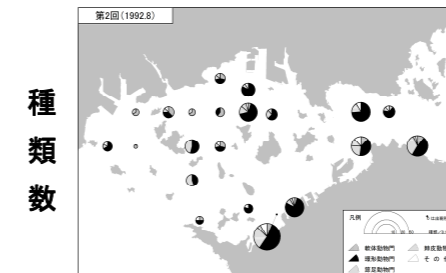 種類数
第2回(1992.8)
凡例
軟体動物門
環形動物門
節足動物門
棘皮動物門
その